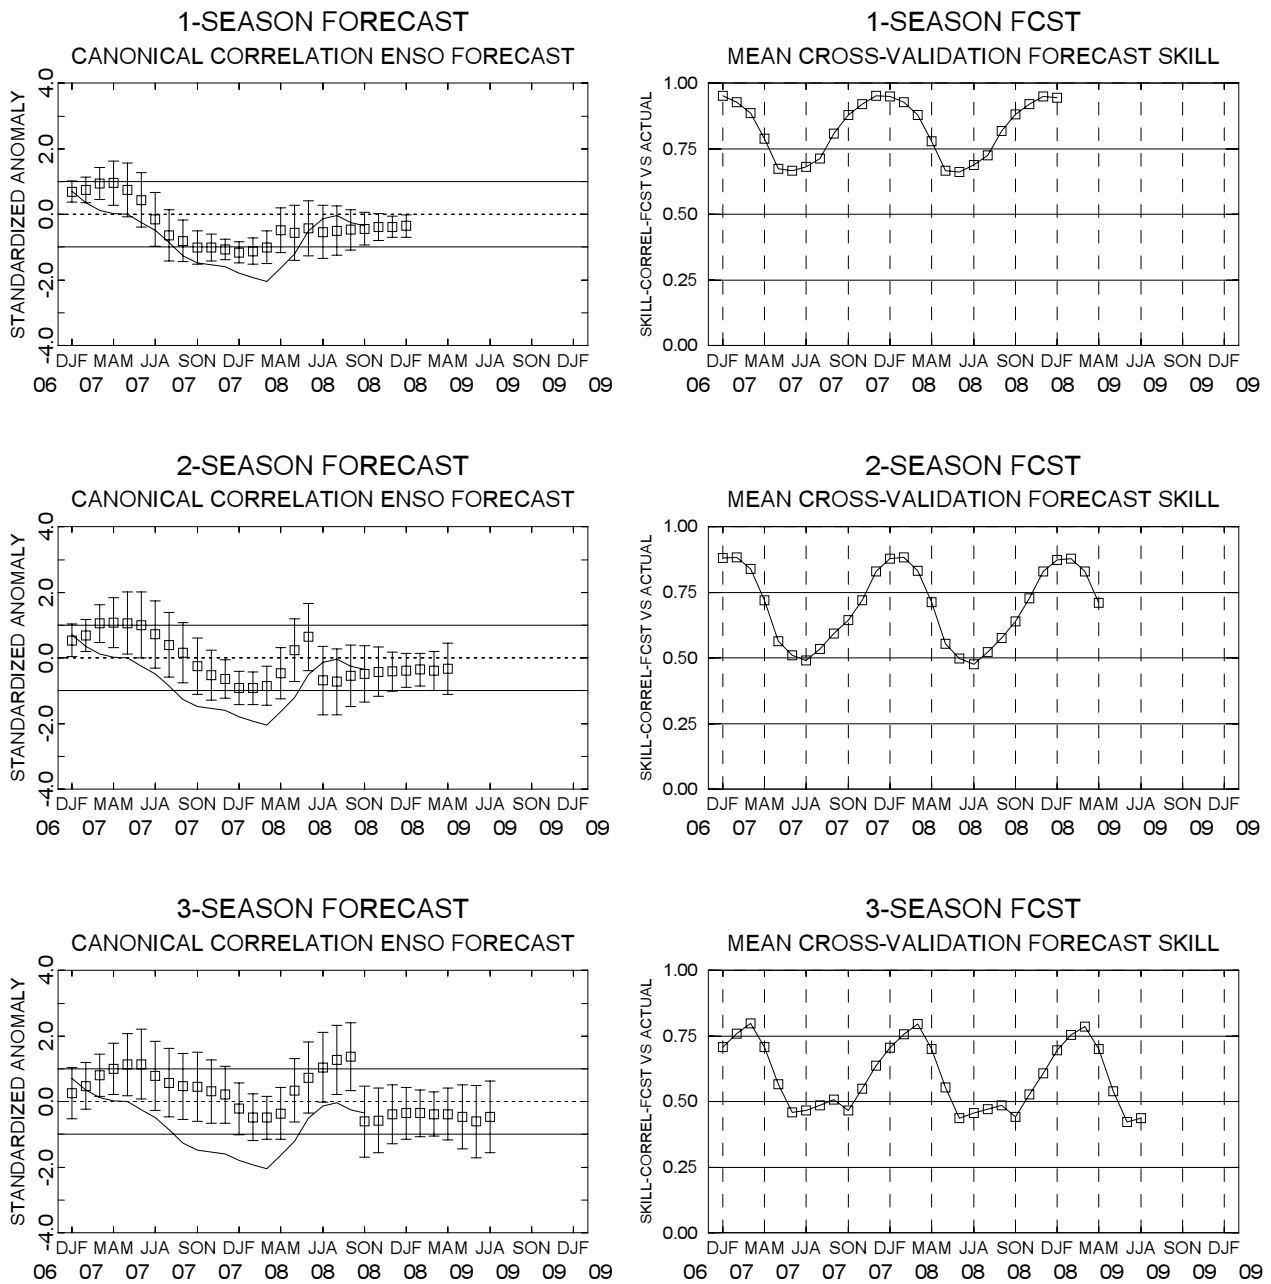 1-SEASON FORECAST
CANONICAL CORRELATION ENSO FORECAST
STANDARDIZED ANOMALY
4.0
2.0
0.0
-2.0
-4.0
DJF MAM JJA SON DJF MAM JJA SON DJF MAM JJA SON DJF
06 07 07 07 07 08 08 08 08 09 09 09 09 09
1-SEASON FCST
MEAN CROSS-VALIDATION FORECAST SKILL
SKILL-CORREL-FCST VS ACTUAL
1.00
0.75
0.50
0.25
0.00
DJF MAM JJA SON DJF MAM JJA SON DJF MAM JJA SON DJF
06 07 07 07 07 08 08 08 08 09 09 09 09 09
2-SEASON FORECAST
CANONICAL CORRELATION ENSO FORECAST
STANDARDIZED ANOMALY
4.0
2.0
0.0
-2.0
-4.0
DJF MAM JJA SON DJF MAM JJA SON DJF MAM JJA SON DJF
06 07 07 07 07 08 08 08 08 09 09 09 09 09
2-SEASON FCST
MEAN CROSS-VALIDATION FORECAST SKILL
SKILL-CORREL-FCST VS ACTUAL
1.00
0.75
0.50
0.25
0.00
DJF MAM JJA SON DJF MAM JJA SON DJF MAM JJA SON DJF
06 07 07 07 07 08 08 08 08 09 09 09 09 09
3-SEASON FORECAST
CANONICAL CORRELATION ENSO FORECAST
STANDARDIZED ANOMALY
4.0
2.0
0.0
-2.0
-4.0
DJF MAM JJA SON DJF MAM JJA SON DJF MAM JJA SON DJF
06 07 07 07 07 08 08 08 08 09 09 09 09 09
3-SEASON FCST
MEAN CROSS-VALIDATION FORECAST SKILL
SKILL-CORREL-FCST VS ACTUAL
1.00
0.75
0.50
0.25
0.00
DJF MAM JJA SON DJF MAM JJA SON DJF MAM JJA SON DJF
06 07 07 07 07 08 08 08 08 09 09 09 09 09